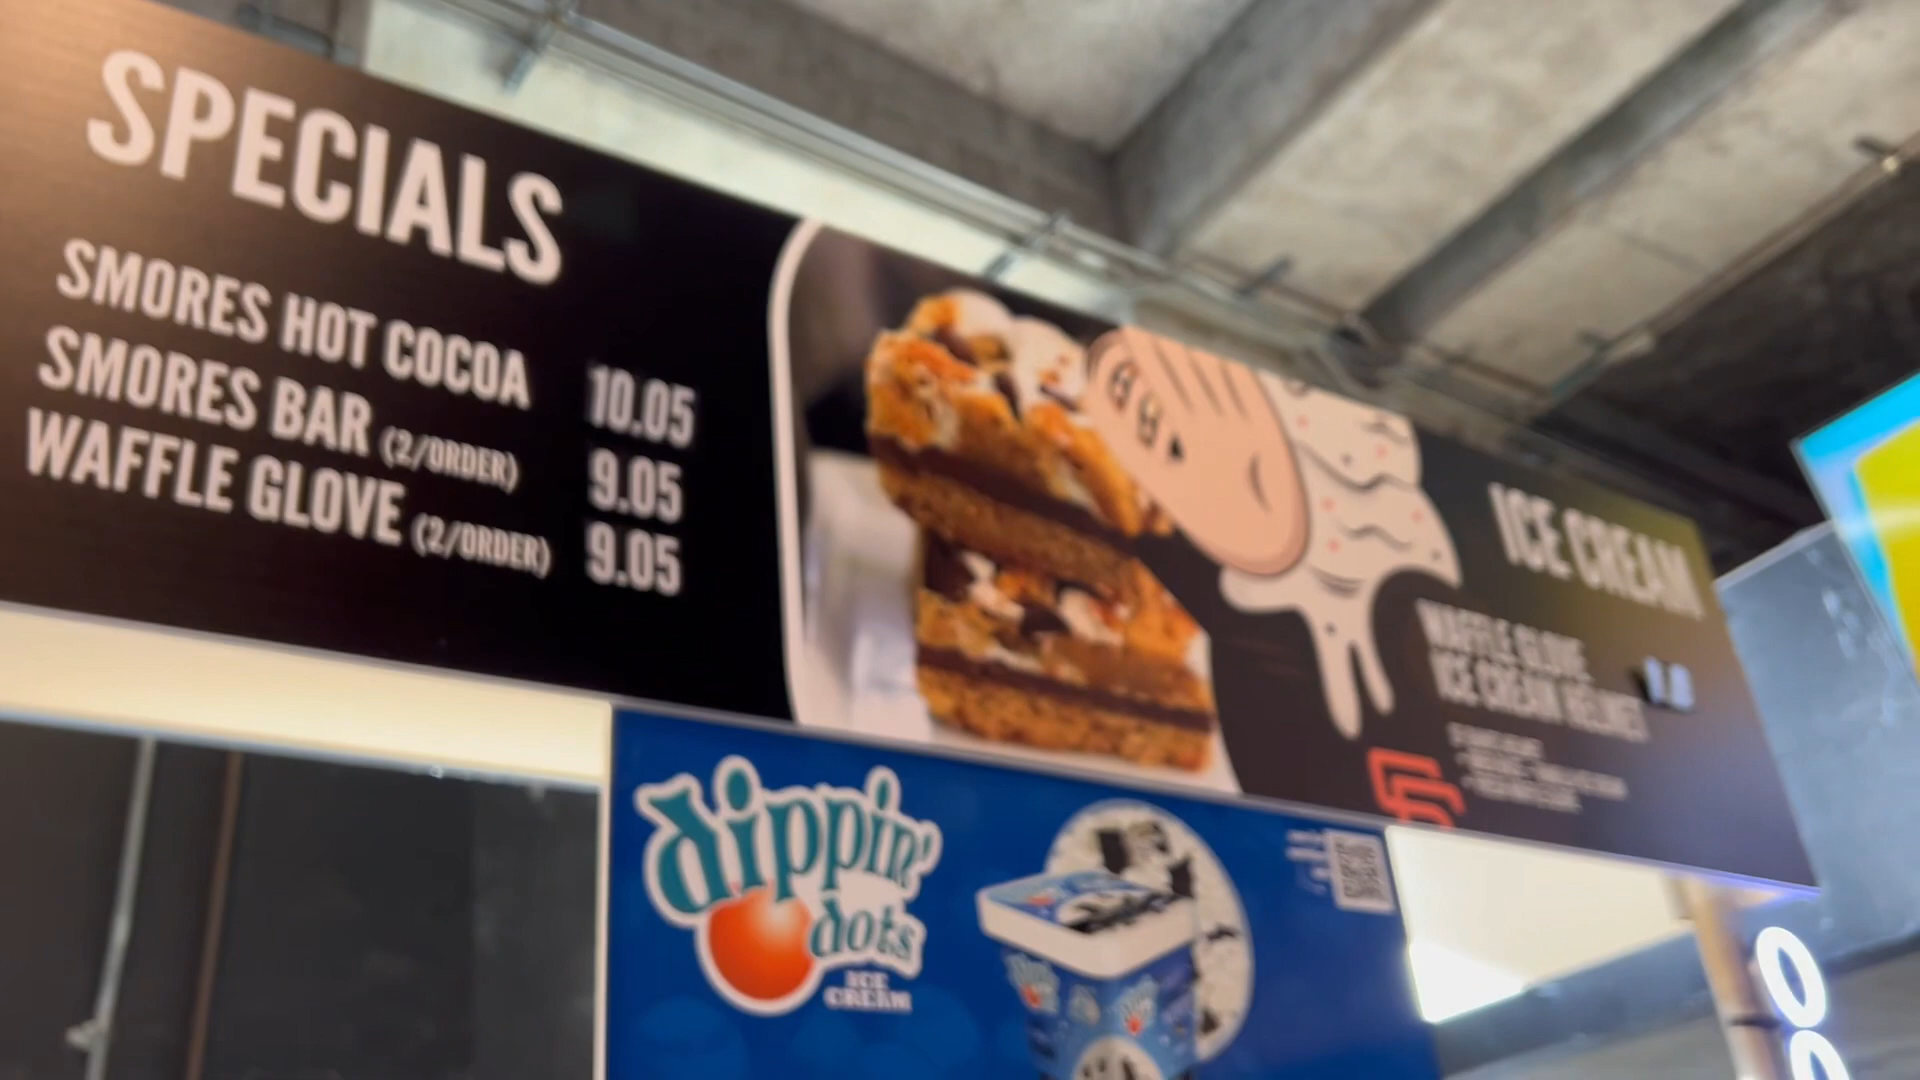 SPECIALS
SMORES HOT COCOA 10.05
SMORES BAR (2/ORDER) 9.05
WAFFLE GLOVE (2/ORDER) 9.05
ICE CREAM
WAFFLE GLOVE
ICE CREAM HELMET
SF
dippin'
dots
ICE
CREAM